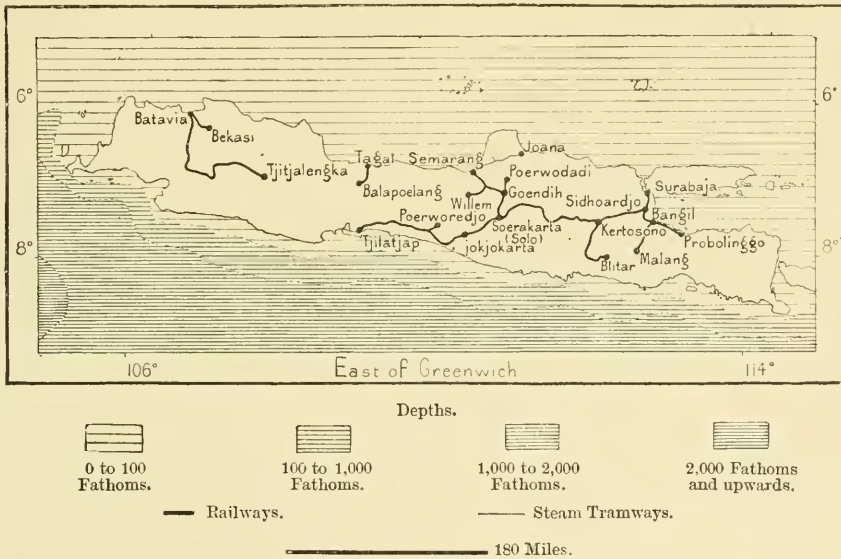 6° 6°
Batavia
Bekasi
Joana
Tjitjalengka
Tagal
Semarang
Poerwodadi
Balapoelang
Willem
Goendih
Surabaja
Sidhoardjo
Bangil
Poerworedjo
Soerakarta
(Solo)
Kertosono
Tjilatjap
jokjokarta
Probolinggo
8° 8°
Blitar
Malang
106° East of Greenwich 114°
Depths.
0 to 100
Fathoms.
100 to 1,000
Fathoms.
1,000 to 2,000
Fathoms.
2,000 Fathoms
and upwards.
Railways. Steam Tramways.
180 Miles.